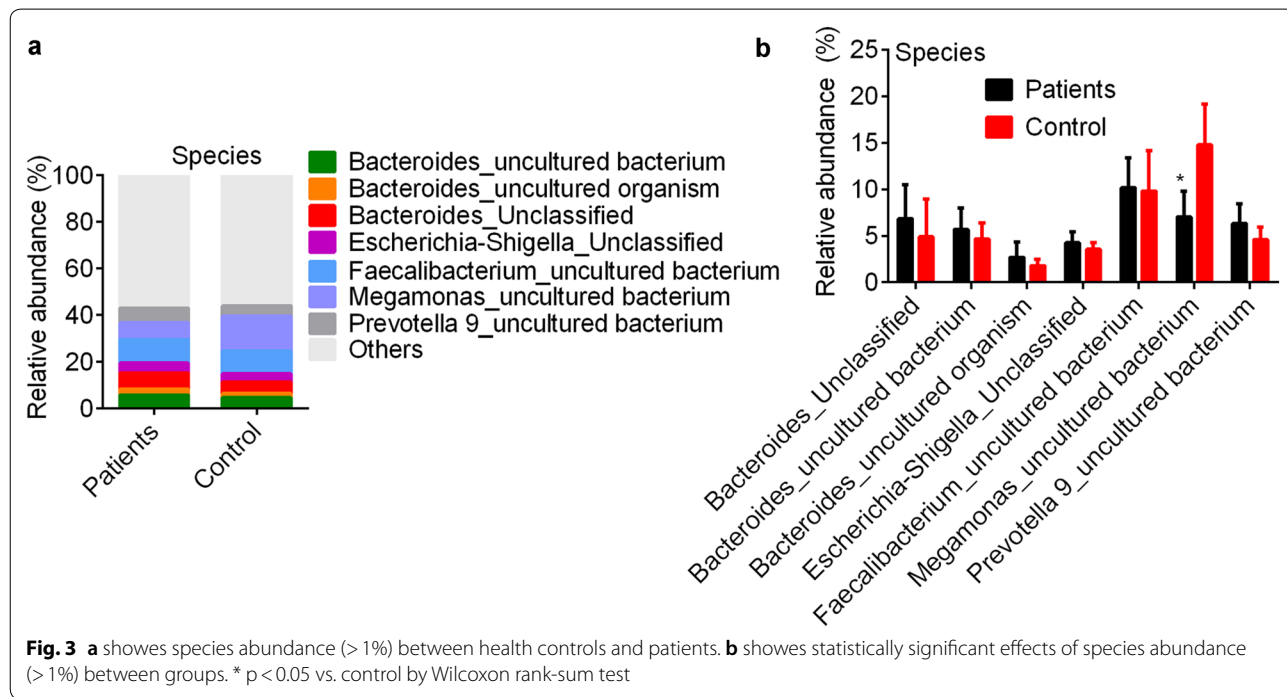 a
Species
Relative abundance (%)
100
80
60
40
20
0
Patients
Control
Bacteroides_uncultured bacterium
Bacteroides_uncultured organism
Bacteroides_Unclassified
Escherichia-Shigella_Unclassified
Faecalibacterium_uncultured bacterium
Megamonas_uncultured bacterium
Prevotella 9_uncultured bacterium
Others
b
Species
Relative abundance (%)
25
20
15
10
5
0
Patients
Control
*
Bacteroides_Unclassified
Bacteroides_uncultured bacterium
Bacteroides_uncultured organism
Escherichia-Shigella_Unclassified
Faecalibacterium_uncultured bacterium
Megamonas_uncultured bacterium
Prevotella 9_uncultured bacterium
Fig. 3 a showes species abundance (> 1%) between health controls and patients. b showes statistically significant effects of species abundance
(> 1%) between groups. * p < 0.05 vs. control by Wilcoxon rank-sum test